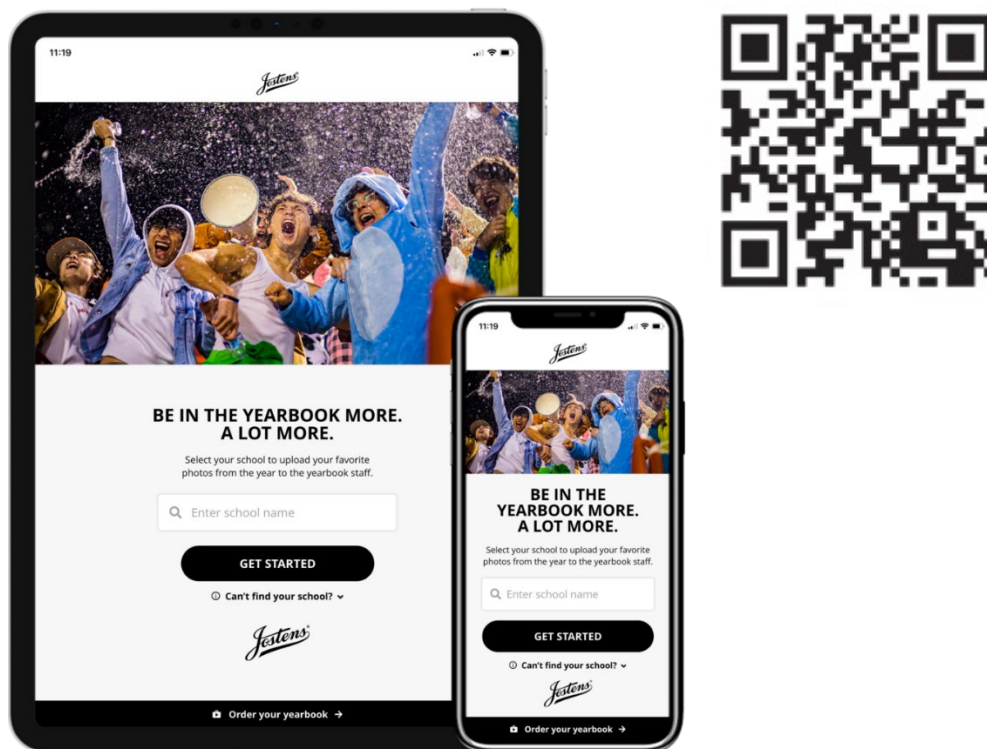 11:19
Jostens
BE IN THE YEARBOOK MORE.
A LOT MORE.
Select your school to upload your favorite
photos from the year to the yearbook staff.
Enter school name
GET STARTED
Can't find your school?
Jostens
Order your yearbook →
11:19
Jostens
BE IN THE
YEARBOOK MORE.
A LOT MORE.
Select your school to upload your favorite
photos from the year to the yearbook staff.
Enter school name
GET STARTED
Can't find your school?
Jostens
Order your yearbook →